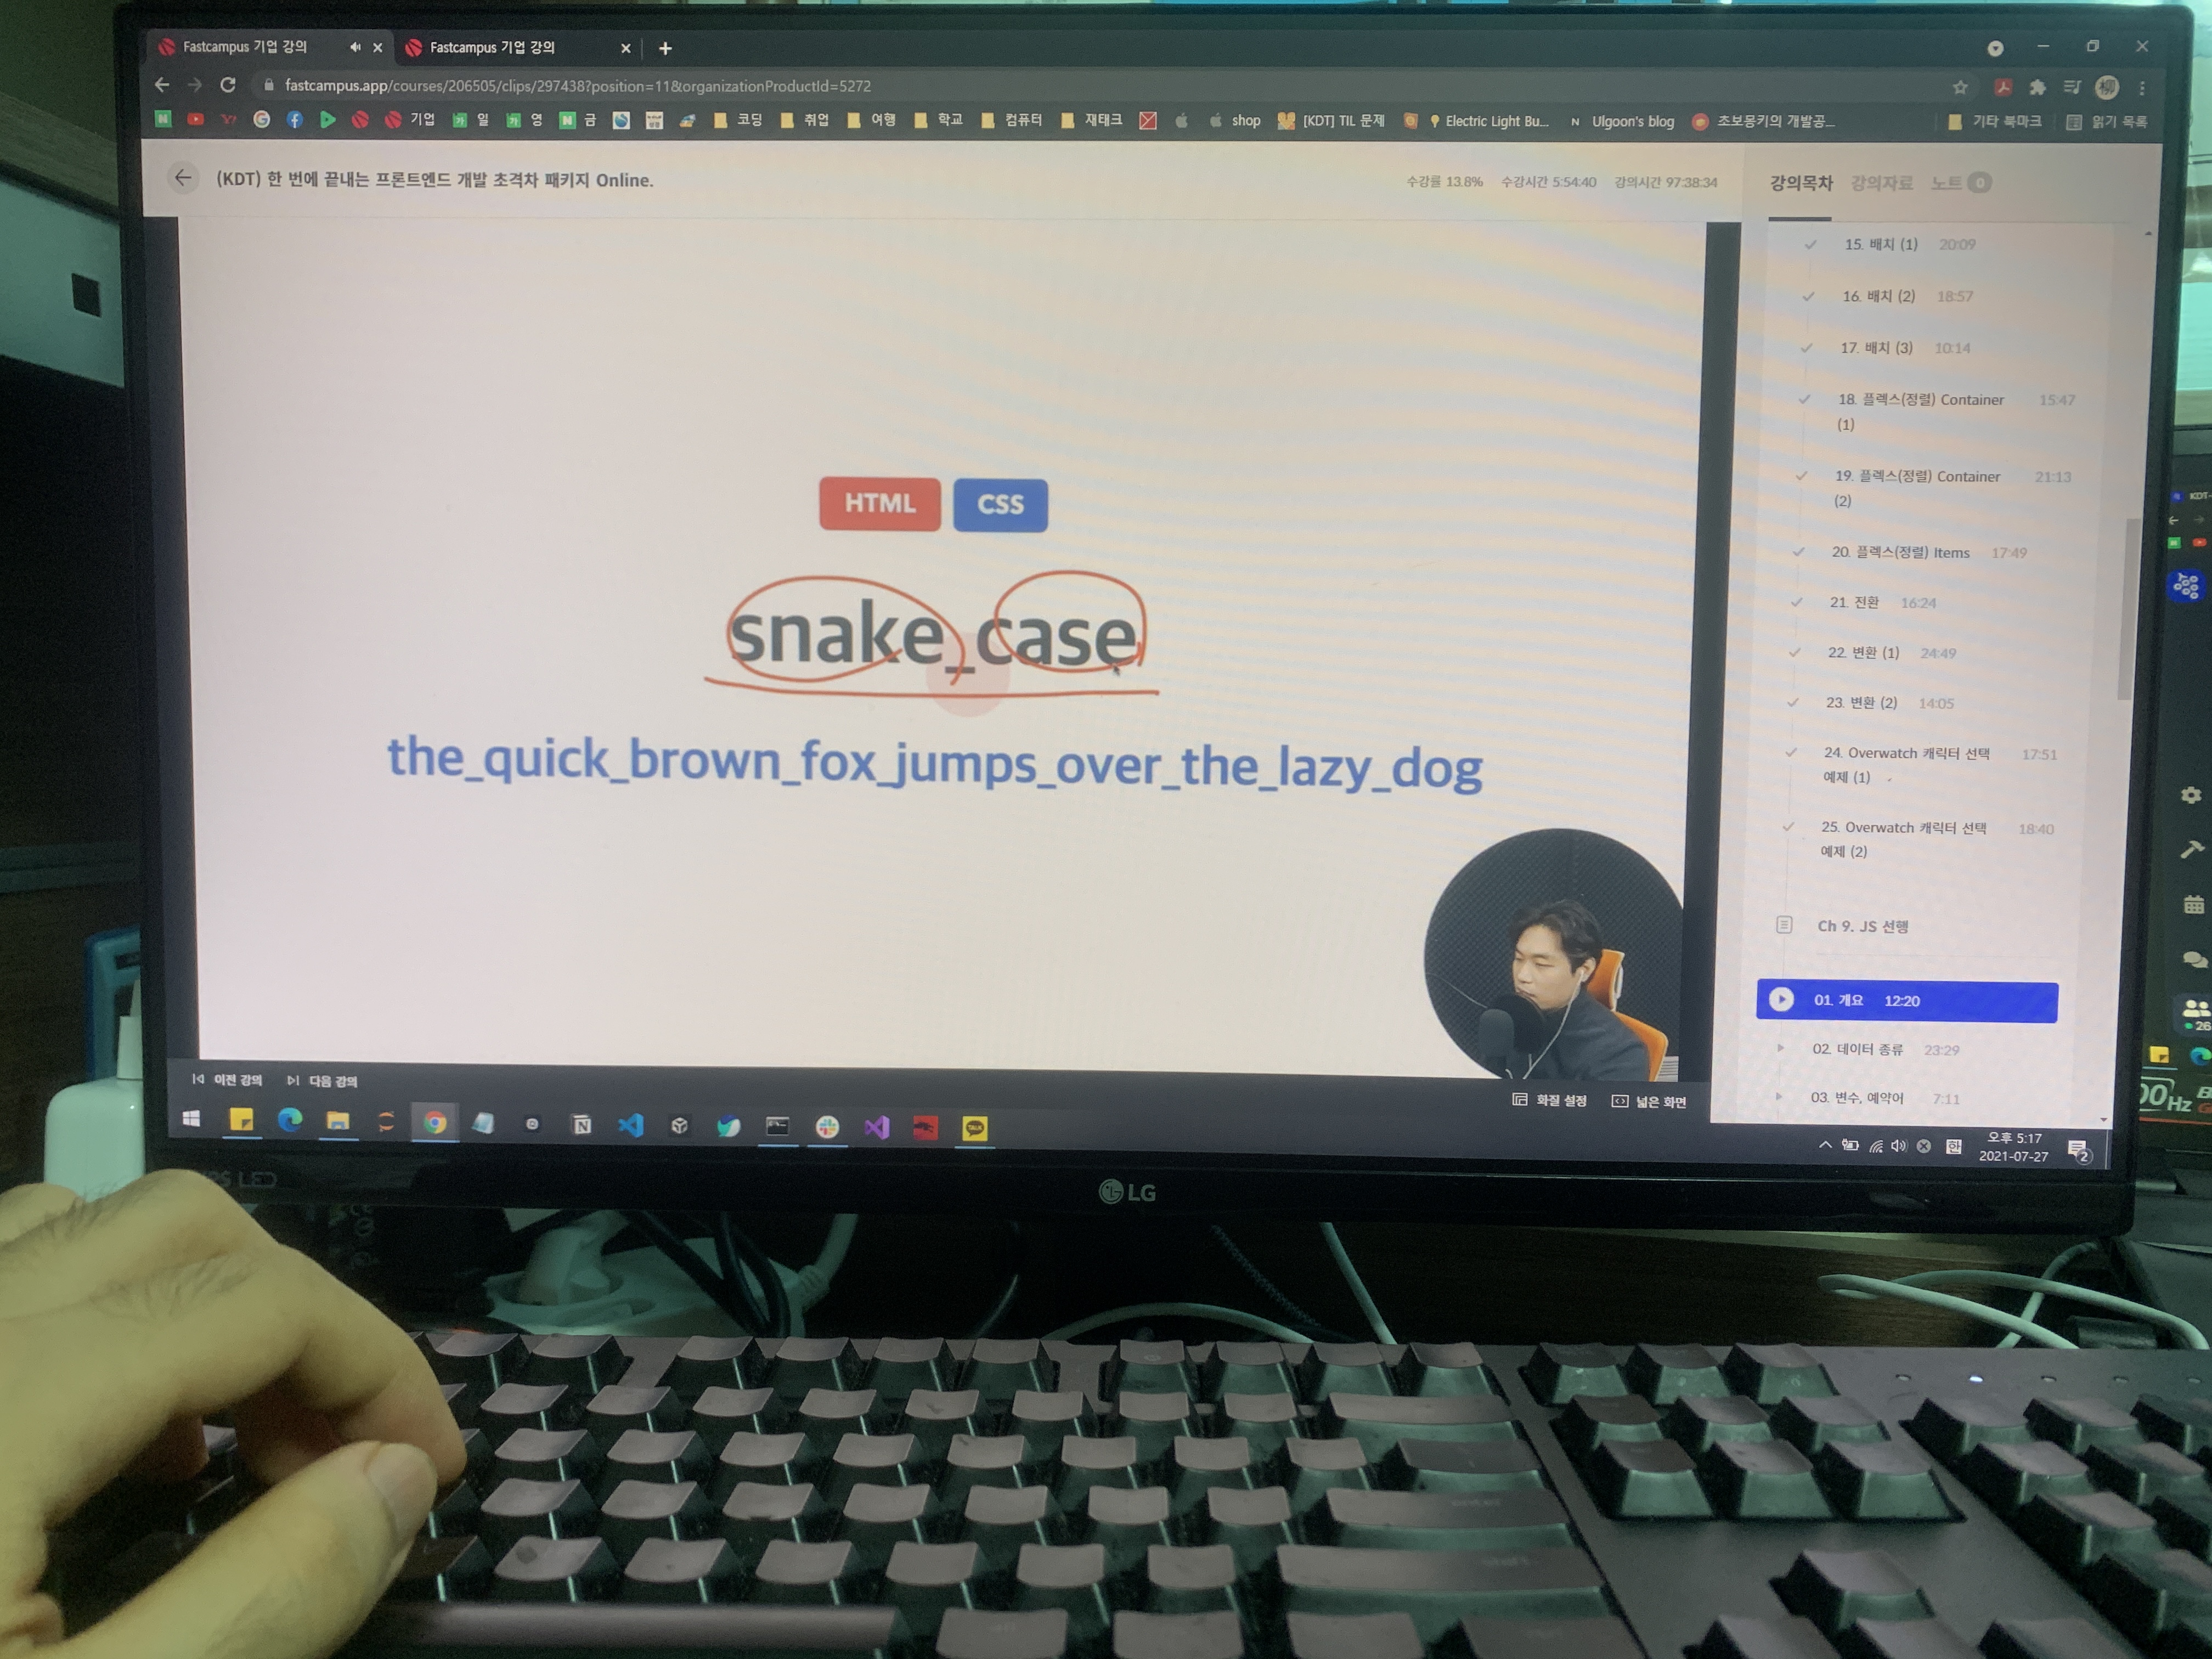 Fastcampus 기업 강의
Fastcampus 기업 강의
fastcampus.app/courses/206505/clips/297438?position=11&organizationProductId=5272
기업 일 영 금 코딩 취업 여행 학교 컴퓨터 재태크 shop [KDT] TIL 문제 Electric Light Bu... Ulgoon's blog 초보몽키의 개발공... 기타 북마크 읽기 목록
(KDT) 한 번에 끝내는 프론트엔드 개발 초격차 패키지 Online.
수강률 13.8% 수강시간 5:54:40 강의시간 97:38:34
강의목차 강의자료 노트 0
HTML CSS
snake_case
the_quick_brown_fox_jumps_over_the_lazy_dog
15. 배치 (1) 20:09
16. 배치 (2) 18:57
17. 배치 (3) 10:14
18. 플렉스(정렬) Container 15:47
(1)
19. 플렉스(정렬) Container 21:13
(2)
20. 플렉스(정렬) Items 17:49
21. 전환 16:24
22. 변환 (1) 24:49
23. 변환 (2) 14:05
24. Overwatch 캐릭터 선택 17:51
예제 (1)
25. Overwatch 캐릭터 선택 18:40
예제 (2)
Ch 9. JS 선행
01. 개요 12:20
02. 데이터 종류 23:29
03. 변수, 예약어 7:11
이전 강의 다음 강의
화질 설정 넓은 화면
TALK
한
오후 5:17
2021-07-27
2
LG
KDT-
26
00Hz